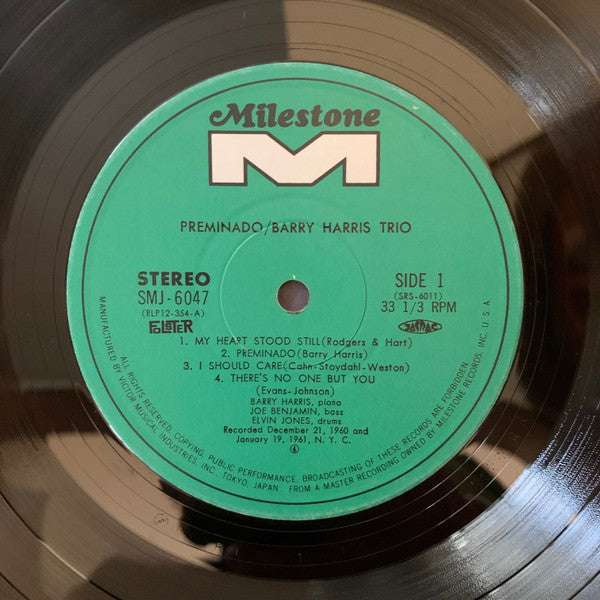 Milestone
M
PREMINADO/BARRY HARRIS TRIO
STEREO
SMJ-6047
(RLP12-354-A)
POLSTER
SIDE 1
(SRS-6011)
33 1/3 RPM
JASRAC
1. MY HEART STOOD STILL(Rodgers & Hart)
2. PREMINADO(Barry Harris)
3. I SHOULD CARE(Cahn-Stoydahl-Weston)
4. THERE'S NO ONE BUT YOU
(Evans-Johnson)
BARRY HARRIS, piano
JOE BENJAMIN, bass
ELVIN JONES, drums
Recorded December 21, 1960 and
January 19, 1961, N. Y. C.
4
MANUFACTURED BY VICTOR MUSICAL INDUSTRIES, INC., TOKYO, JAPAN. FROM A MASTER RECORDING OWNED BY MILESTONE RECORDS, INC. U.S.A.
ALL RIGHTS RESERVED. COPYING, PUBLIC PERFORMANCE, BROADCASTING OF THESE RECORDS ARE FORBIDDEN.